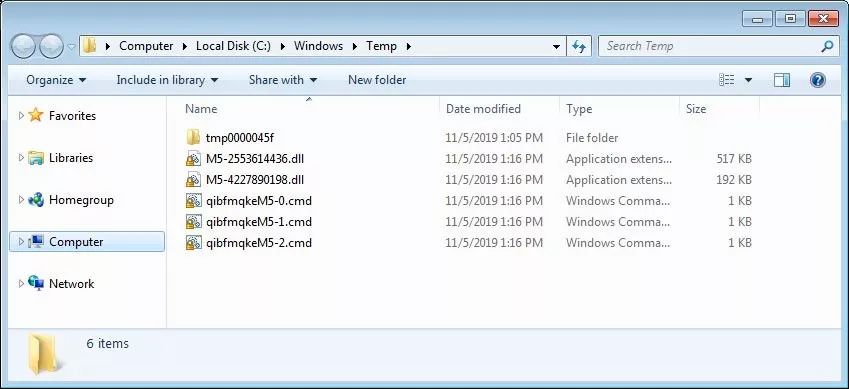 Computer ▸ Local Disk (C:) ▸ Windows ▸ Temp ▸
Search Temp
Organize Include in library Share with New folder
Name Date modified Type Size
Favorites
Libraries
Homegroup
Computer
Network
tmp0000045f 11/5/2019 1:05 PM File folder
M5-2553614436.dll 11/5/2019 1:16 PM Application extens... 517 KB
M5-4227890198.dll 11/5/2019 1:16 PM Application extens... 192 KB
qibfmqkeM5-0.cmd 11/5/2019 1:16 PM Windows Comma... 1 KB
qibfmqkeM5-1.cmd 11/5/2019 1:16 PM Windows Comma... 1 KB
qibfmqkeM5-2.cmd 11/5/2019 1:16 PM Windows Comma... 1 KB
6 items